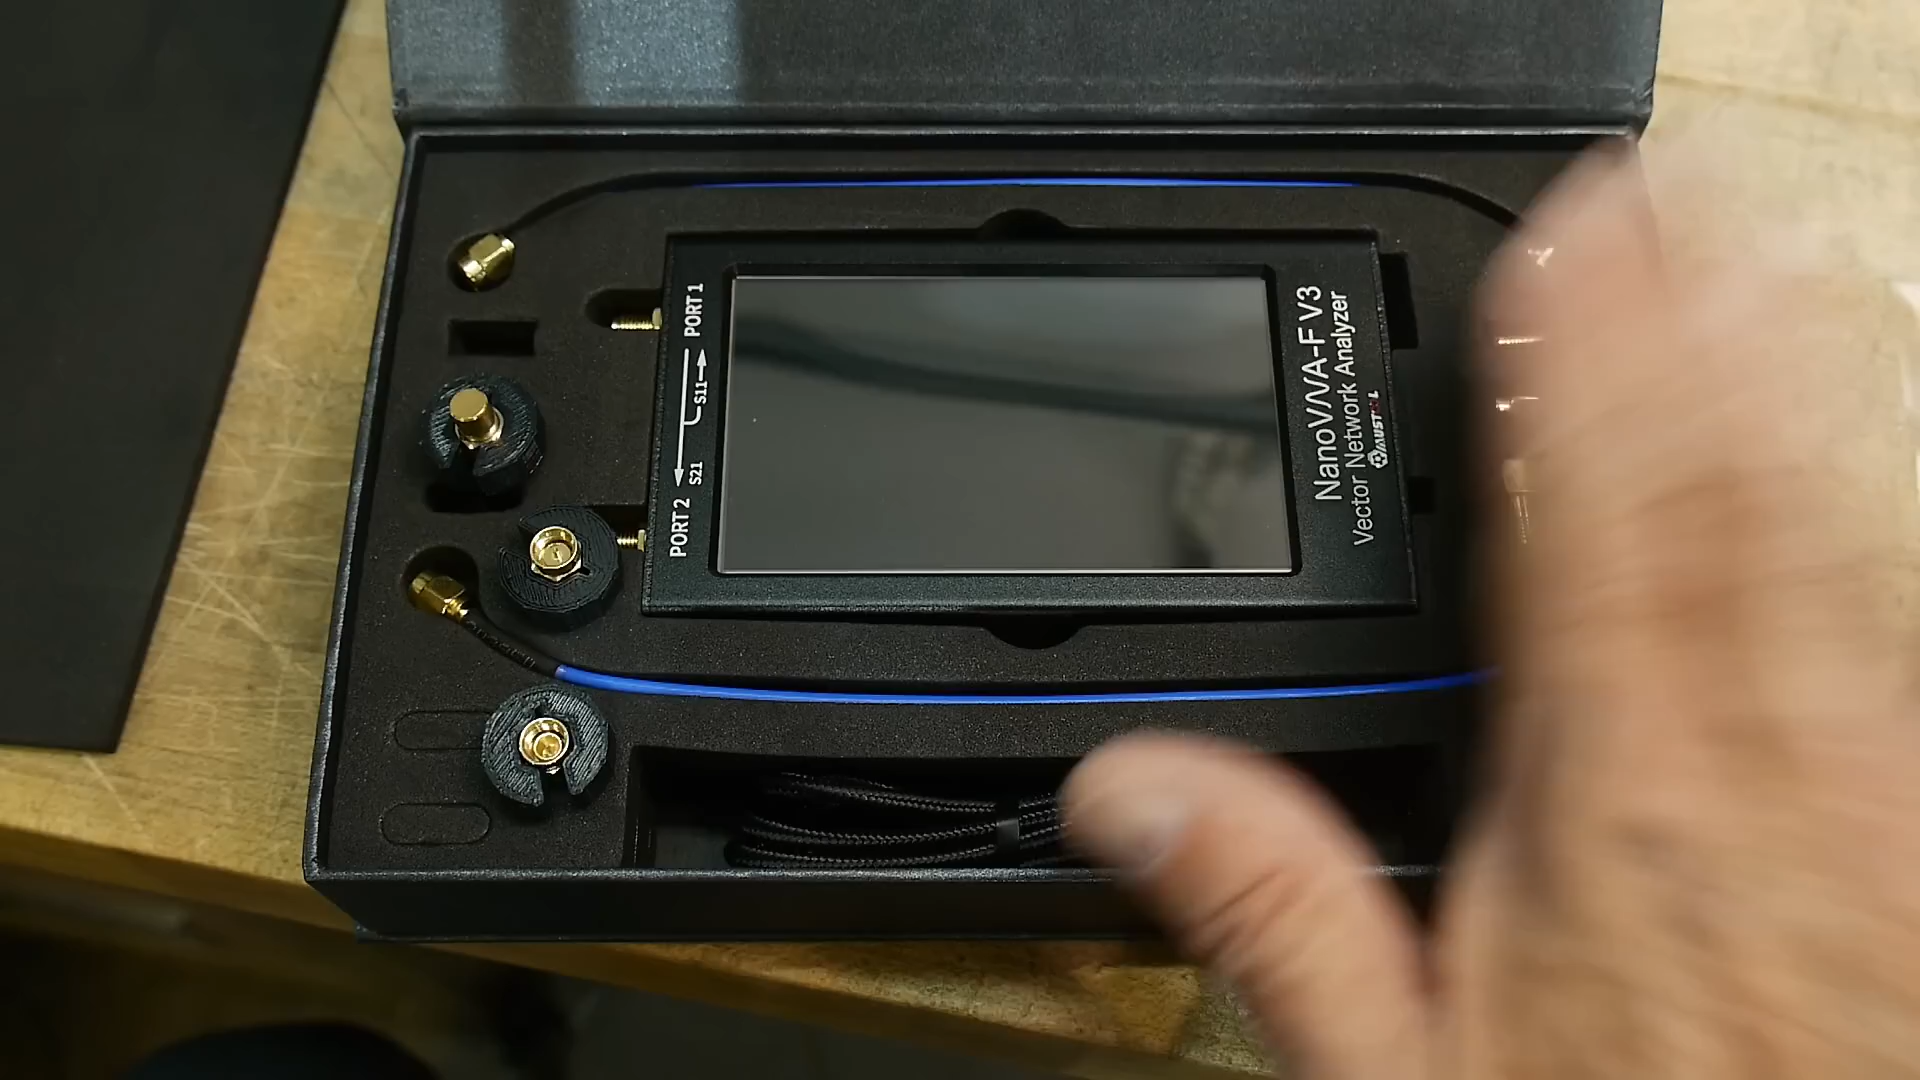 PORT 1
S11
S21
PORT 2
NanoVNA-F V3
Vector Network Analyzer